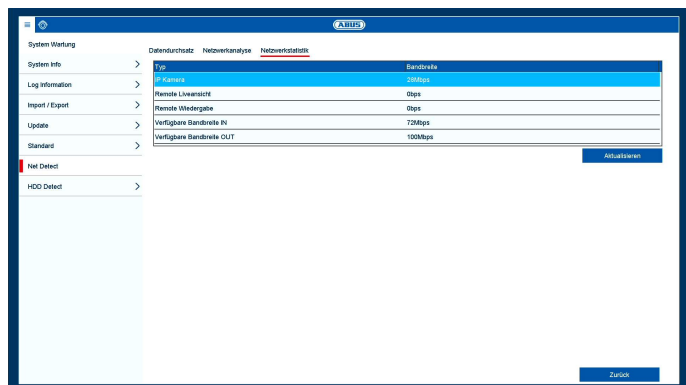 ABUS
System Wartung
System Info
Log Information
Import / Export
Update
Standard
Net Detect
HDD Detect
Datendurchsatz Netzwerkanalyse Netzwerkstatistik
Typ Bandbreite
IP Kamera 28Mbps
Remote Liveansicht 0bps
Remote Wiedergabe 0bps
Verfügbare Bandbreite IN 72Mbps
Verfügbare Bandbreite OUT 100Mbps
Aktualisieren
Zurück